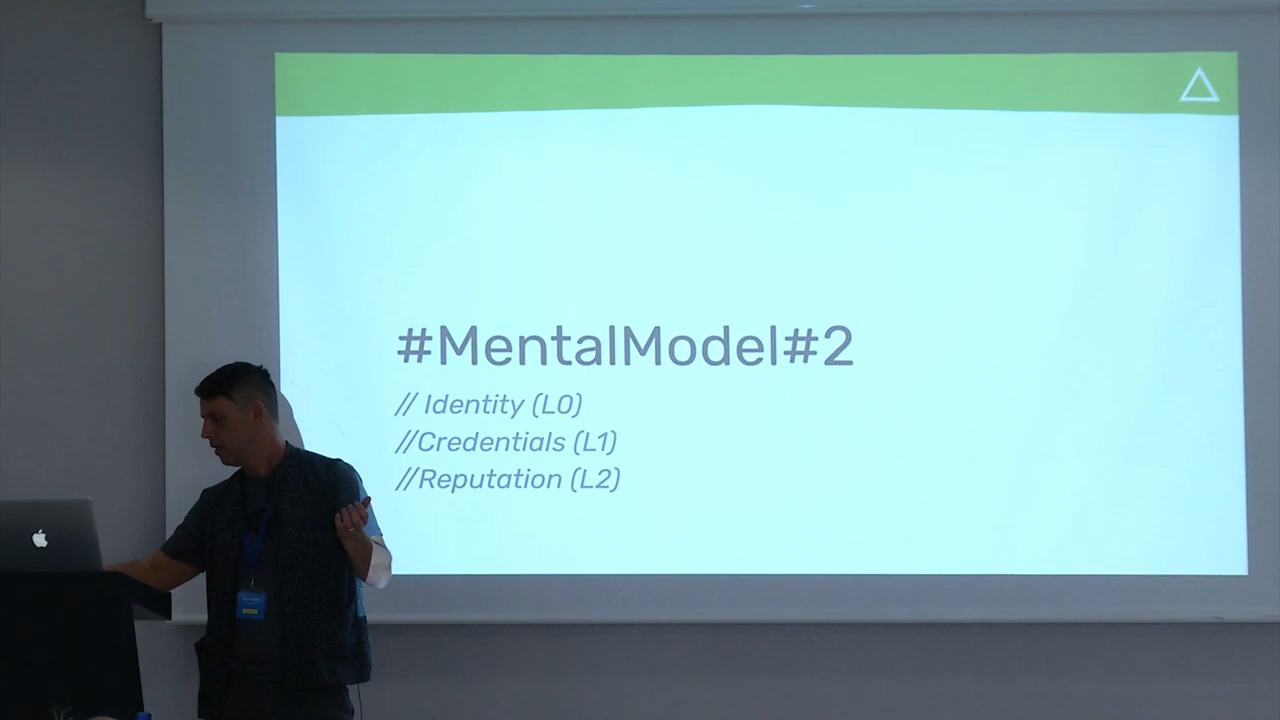 #MentalModel#2
// Identity (L0)
//Credentials (L1)
//Reputation (L2)